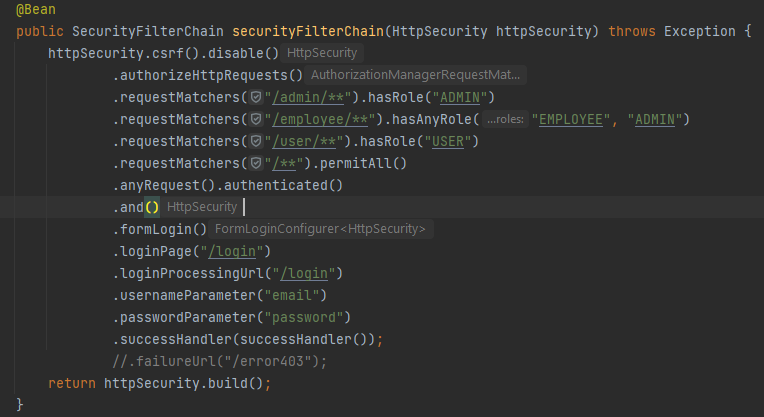 @Bean
public SecurityFilterChain securityFilterChain(HttpSecurity httpSecurity) throws Exception {
httpSecurity.csrf().disable() HttpSecurity
.authorizeHttpRequests() AuthorizationManagerRequestMat...
.requestMatchers("/admin/**").hasRole("ADMIN")
.requestMatchers("/employee/**").hasAnyRole( ...roles: "EMPLOYEE", "ADMIN")
.requestMatchers("/user/**").hasRole("USER")
.requestMatchers("/**").permitAll()
.anyRequest().authenticated()
.and() HttpSecurity
.formLogin() FormLoginConfigurer<HttpSecurity>
.loginPage("/login")
.loginProcessingUrl("/login")
.usernameParameter("email")
.passwordParameter("password")
.successHandler(successHandler());
//.failureUrl("/error403");
return httpSecurity.build();
}